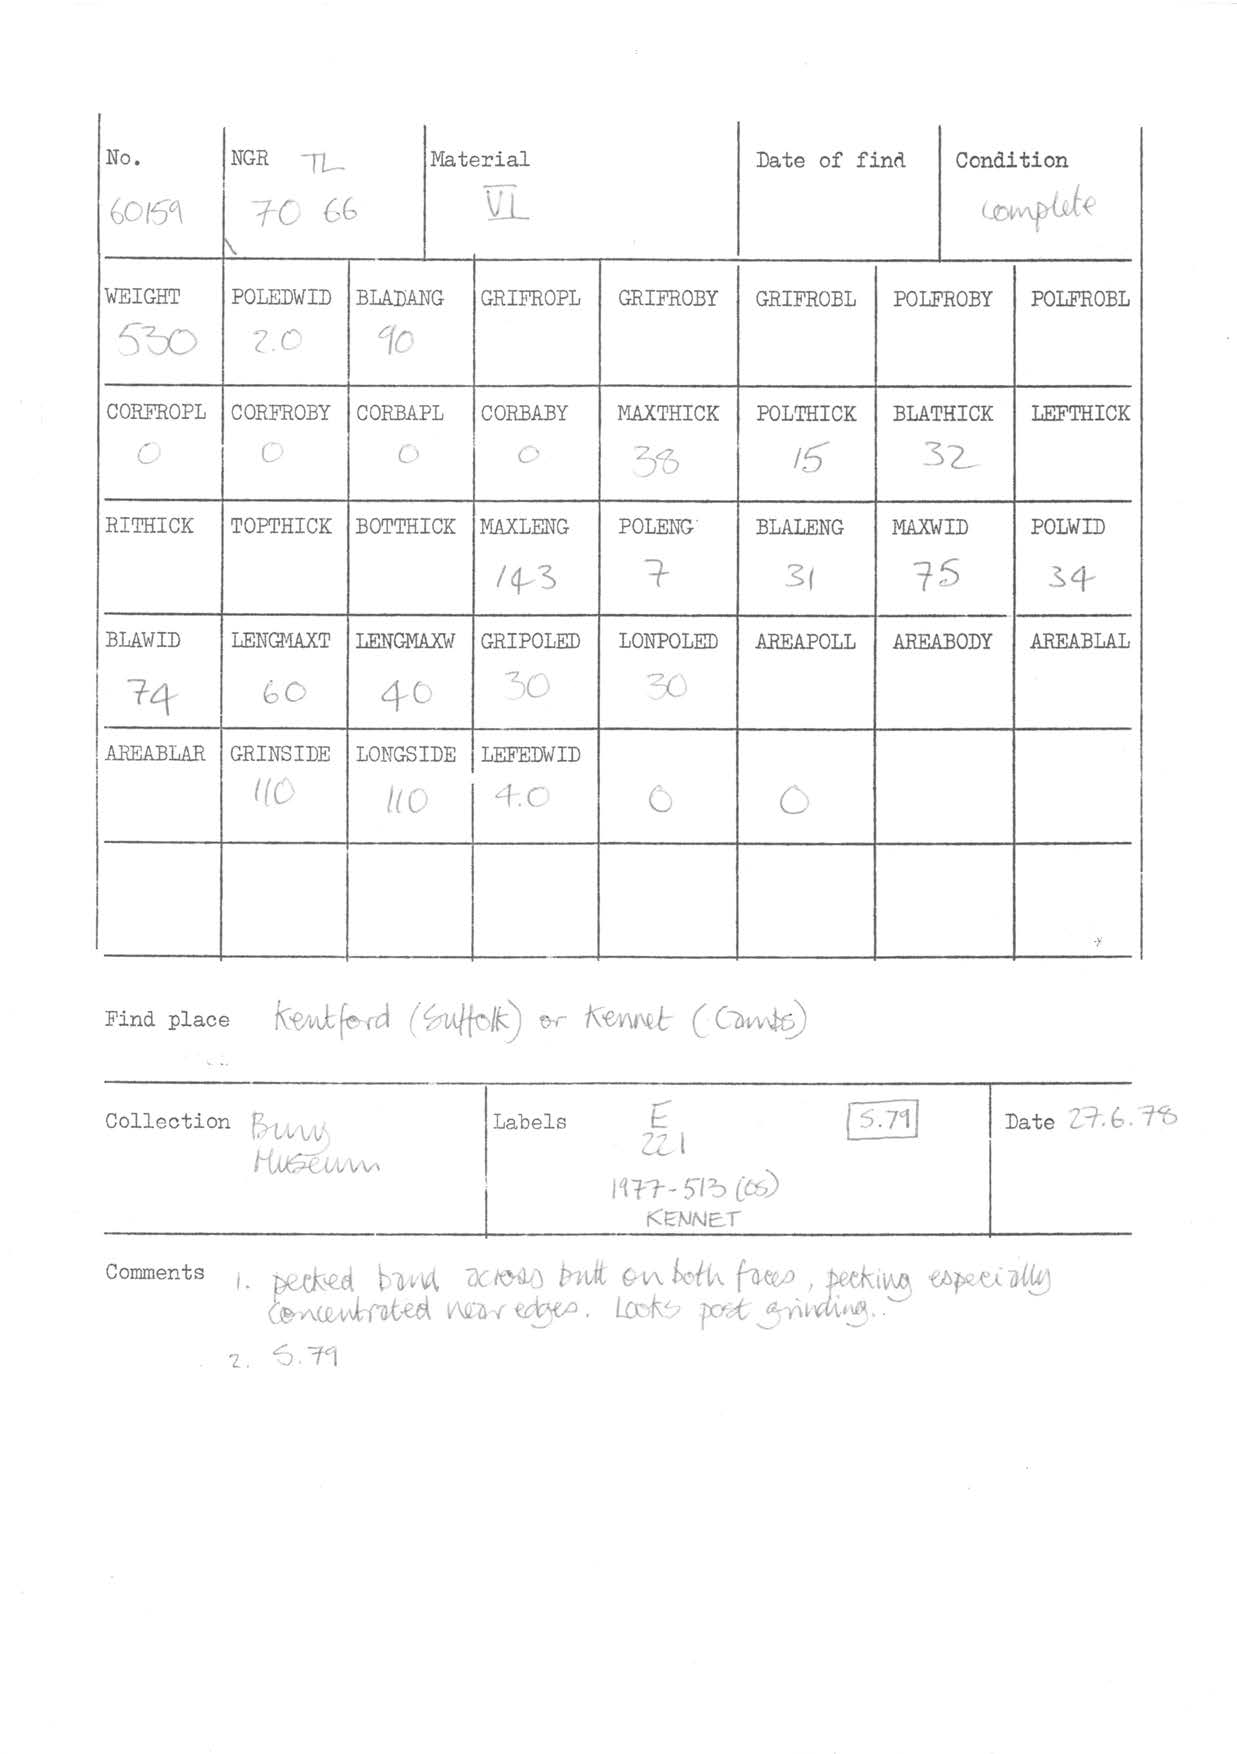 No. NGR TL Material Date of find Condition
60159 70 66 VI complete
WEIGHT POLEDWID BLADANG GRIFROPL GRIFROBY GRIFROBL POLFROBY POLFROBL
530 2.0 90
CORFROPL CORFROBY CORBAPL CORBABY MAXTHICK POLTHICK BLATHICK LEFTHICK
0 0 0 0 38 15 32
RITHICK TOPTHICK BOTTHICK MAXLENG POLENG BLALENG MAXWID POLWID
143 7 31 75 34
BLAWID LENGMAXT LENGMAXW GRIPOLED LONPOLED AREAPOLL AREABODY AREABLAL
74 60 40 30 30
AREABLAR GRINSIDE LONGSIDE LEFEDWID
110 110 4.0 0 0
Find place Kentford (Suffolk) or Kennet (Cambs)
Collection Bury Labels E S.79 Date 27.6.78
Museum 221
1977-513 (OS)
KENNET
Comments 1. pecked band across butt on both faces, pecking especially
concentrated near edges. Looks post grinding..
2. S.79